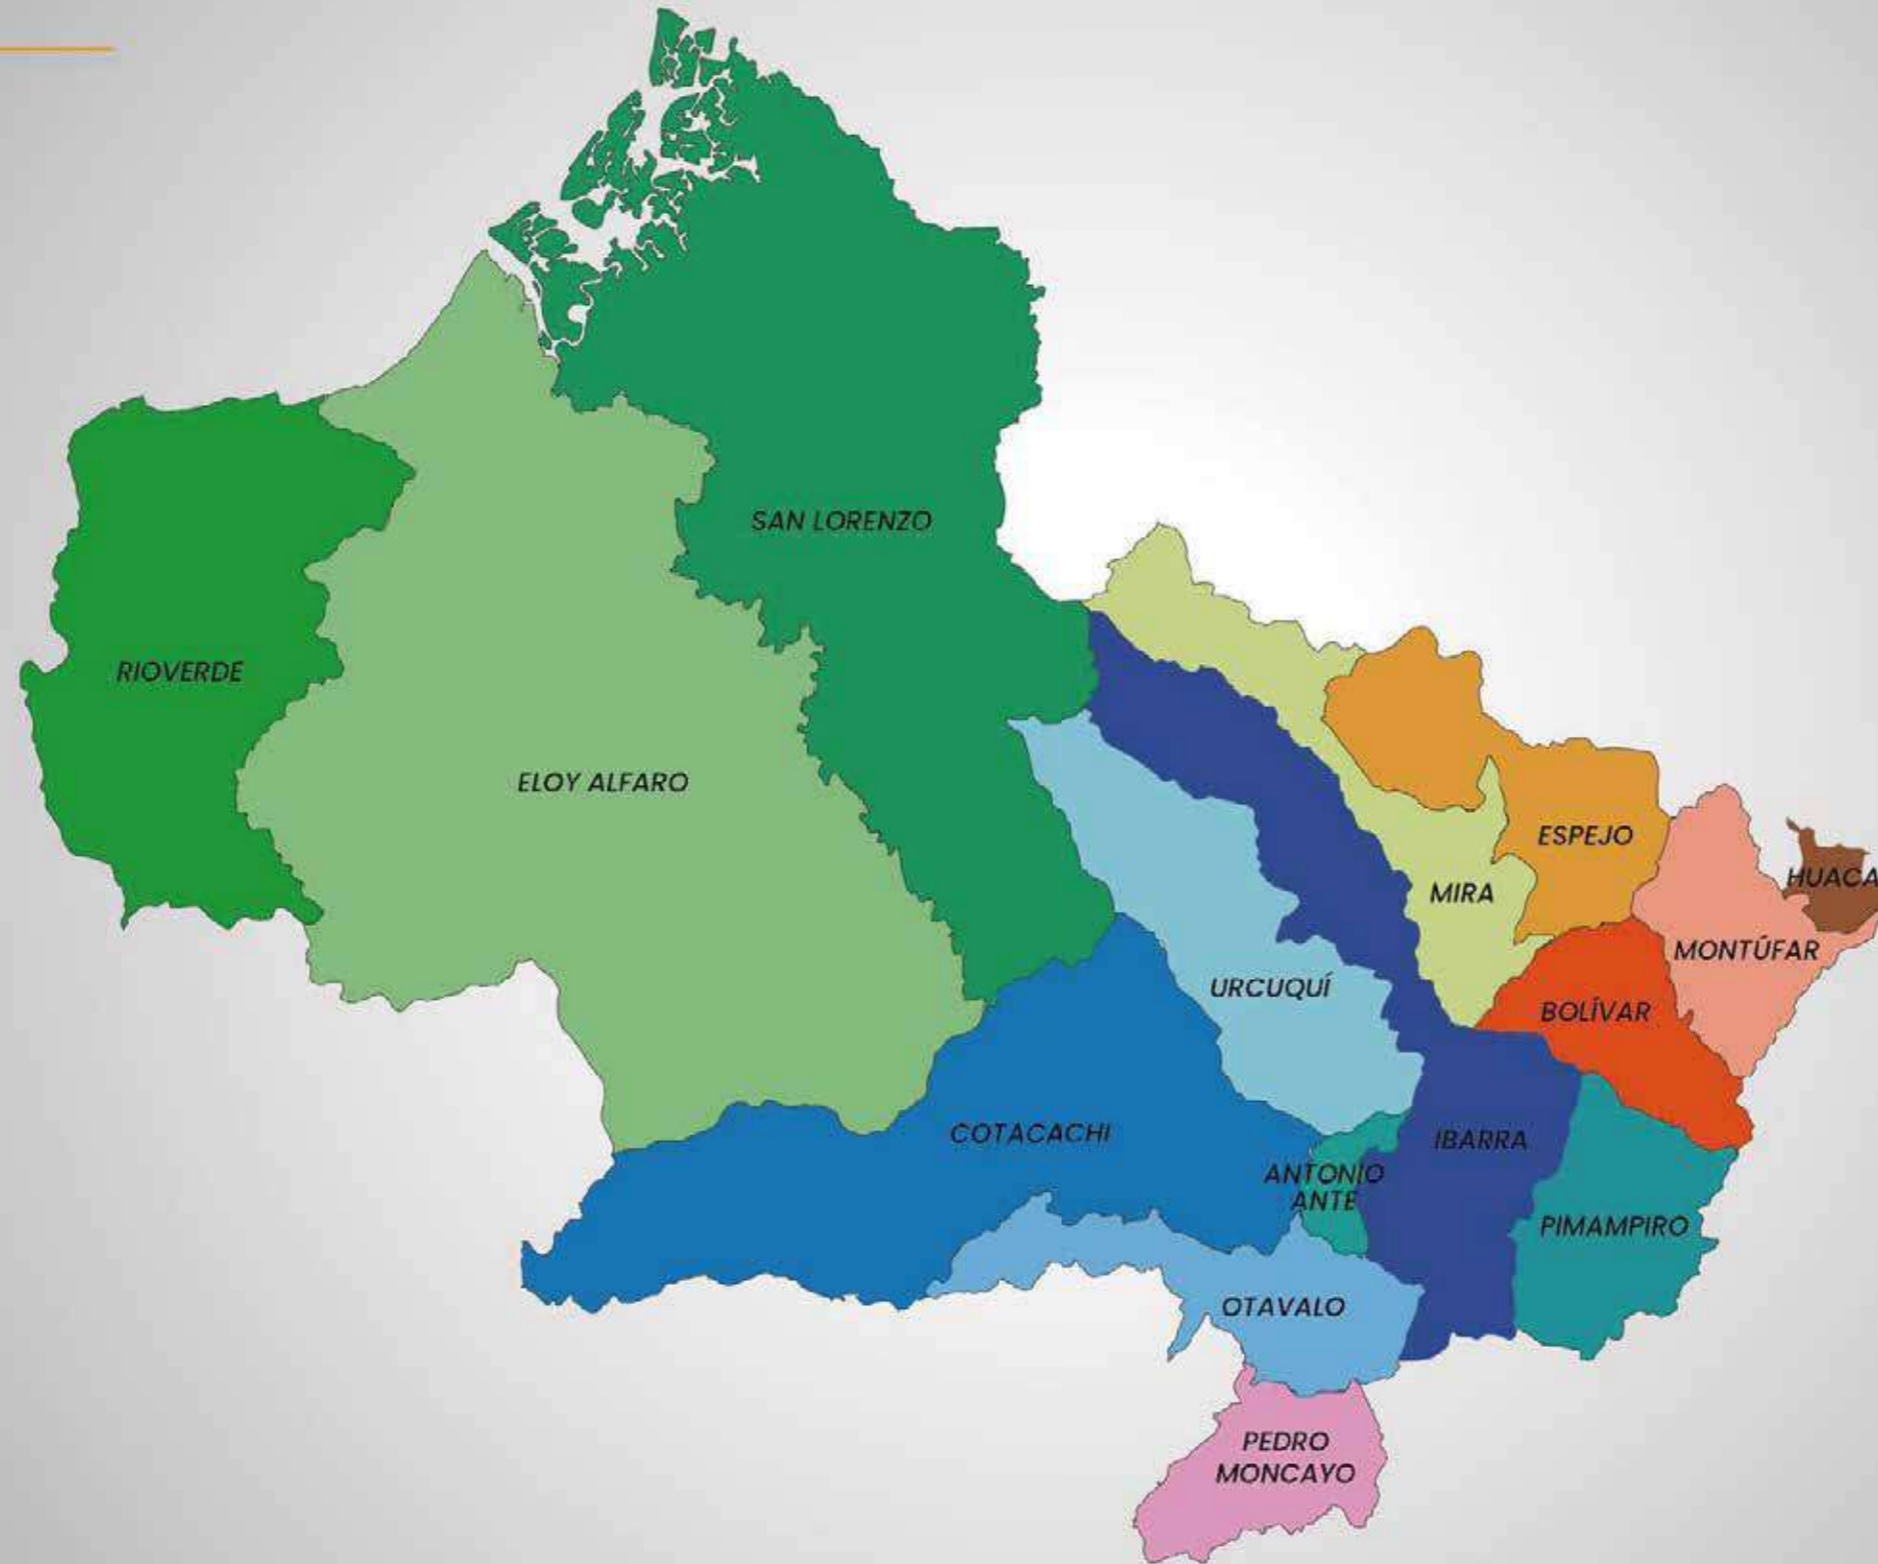 SAN LORENZO
RIOVERDE
ELOY ALFARO
ESPEJO
HUACA
MIRA
MONTÚFAR
URCUQUÍ
BOLÍVAR
COTACACHI
IBARRA
ANTONIO
ANTE
PIMAMPIRO
OTAVALO
PEDRO
MONCAYO